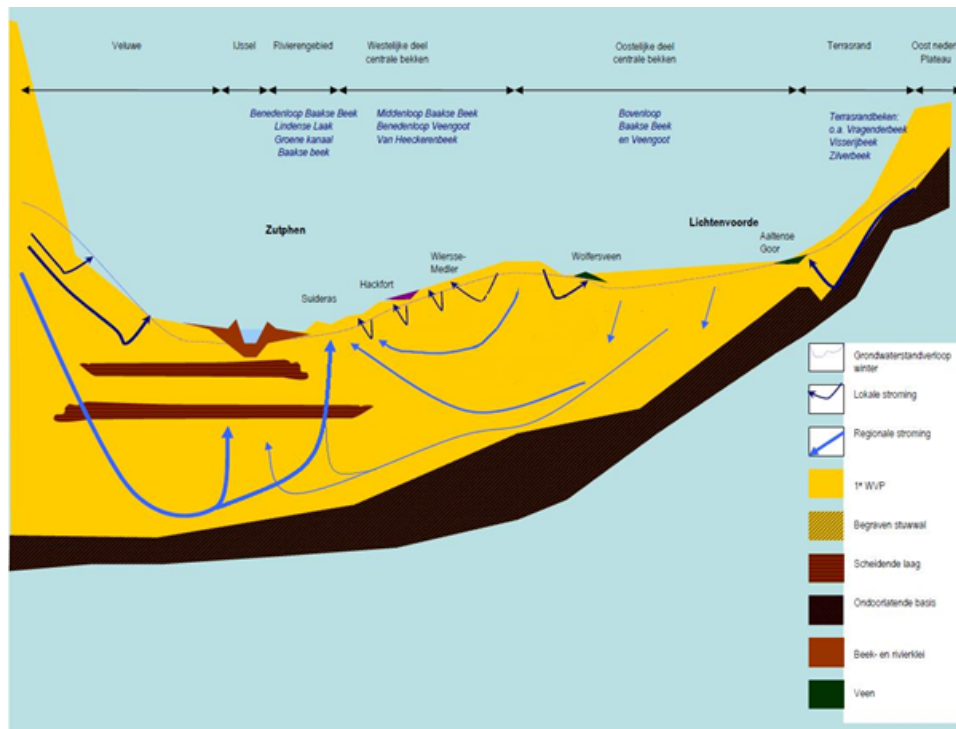 Veluwe
IJssel
Rivierengebied
Westelijke deel
centrale bekken
Oostelijke deel
centrale bekken
Terrasrand
Oost neder
Plateau
Benedenloop Baakse Beek
Lindense Laak
Groene kanaal
Baakse beek
Middenloop Baakse Beek
Benedenloop Veengoot
Van Heeckerenbeek
Bovenloop
Baakse Beek
en Veengoot
Terrasrandbeken:
o.a. Vragenderbeek
Visserijbeek
Zilverbeek
Zutphen
Lichtenvoorde
Suideras
Hackfort
Wiersse-
Medler
Wolfersveen
Aaltense
Goor
Grondwaterstandverloop
winter
Lokale stroming
Regionale stroming
1e WVP
Begraven stuwwal
Scheidende laag
Ondoorlatende basis
Beek- en rivierklei
Veen